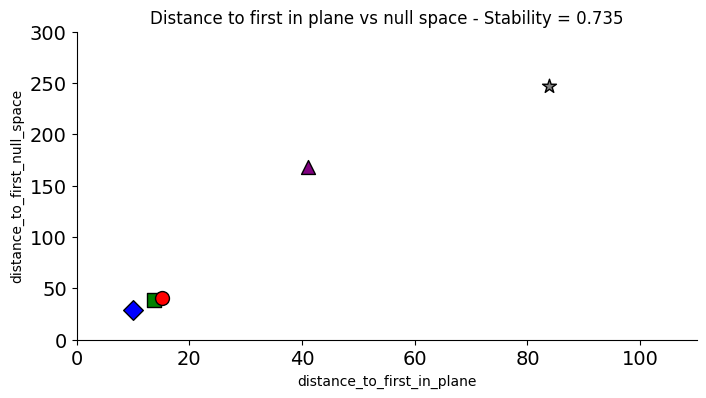 Distance to first in plane vs null space - Stability = 0.735
300
250
200
150
100
50
0
distance_to_first_null_space
0 20 40 60 80 100
distance_to_first_in_plane